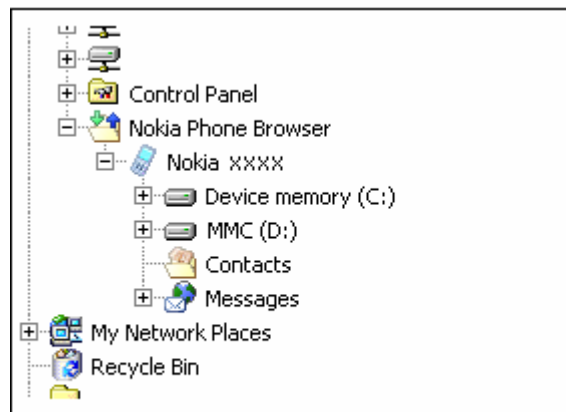 Control Panel
Nokia Phone Browser
Nokia xxxx
Device memory (C:)
MMC (D:)
Contacts
Messages
My Network Places
Recycle Bin